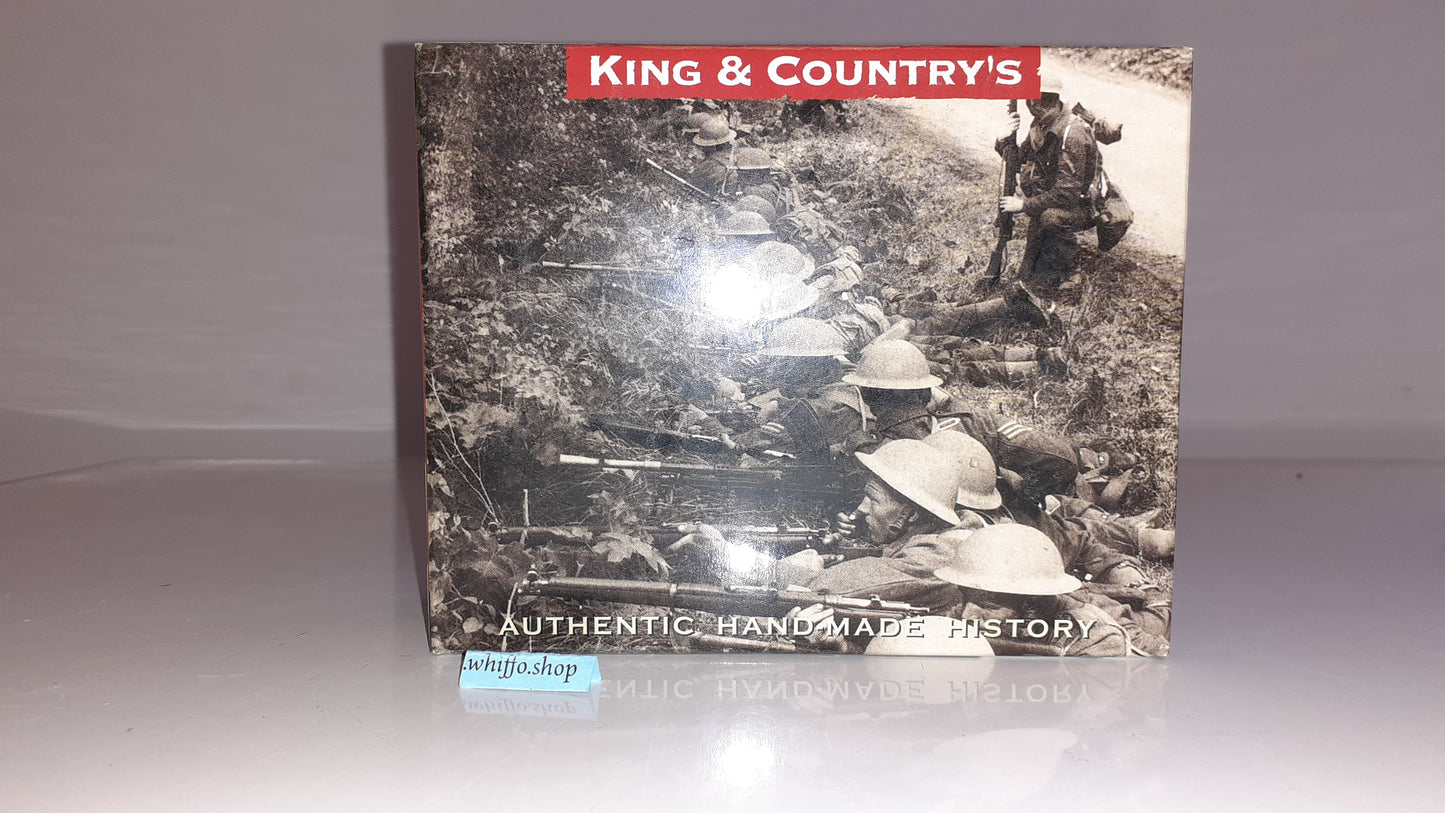 KING & COUNTRY'S
AUTHENTIC HAND-MADE HISTORY
.whiffo.shop